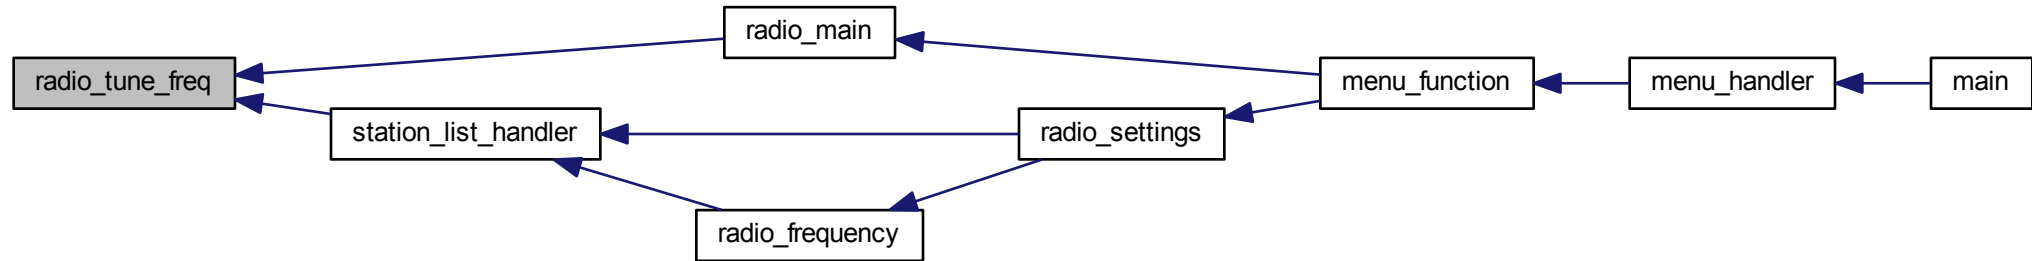 radio_main
radio_tune_freq
menu_function
menu_handler
main
station_list_handler
radio_settings
radio_frequency